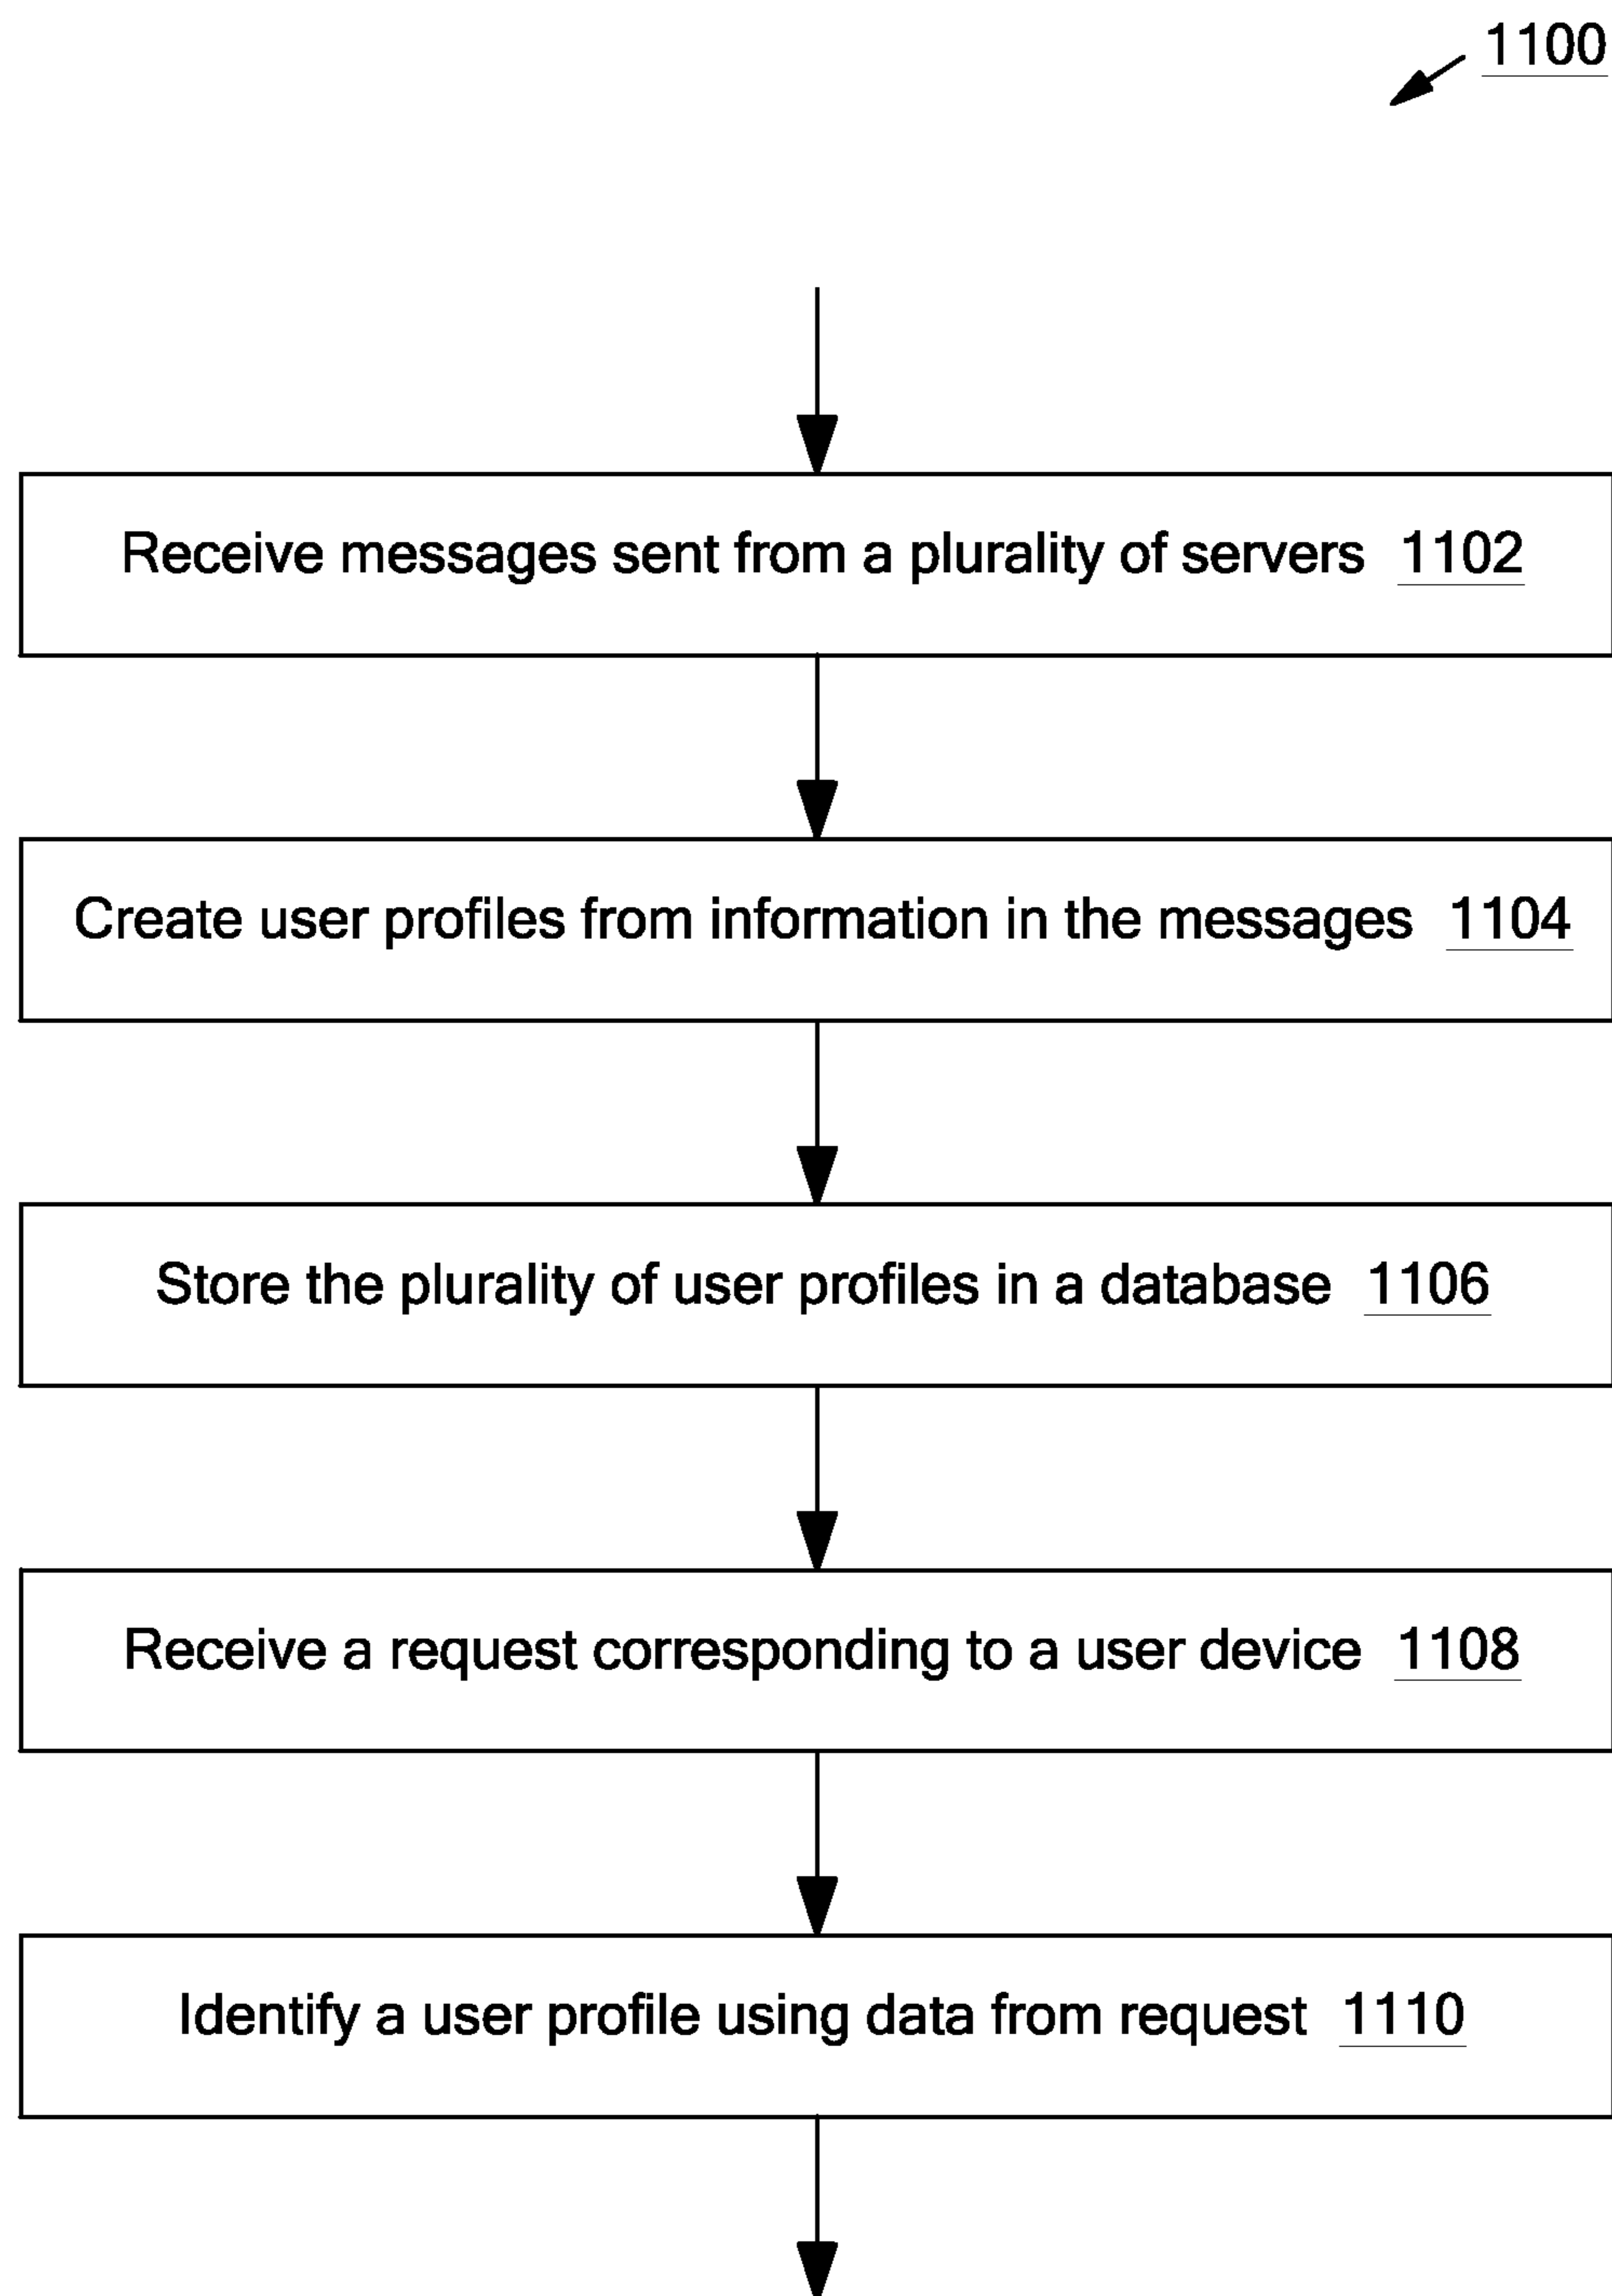 1100
Receive messages sent from a plurality of servers 1102
Create user profiles from information in the messages 1104
Store the plurality of user profiles in a database 1106
Receive a request corresponding to a user device 1108
Identify a user profile using data from request 1110